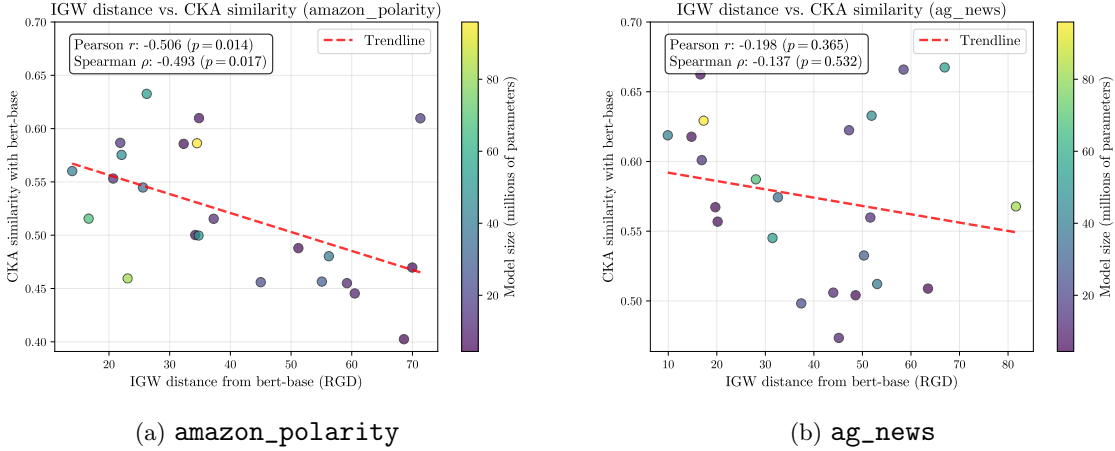 IGW distance vs. CKA similarity (amazon_polarity)
0.70
0.65
0.60
0.55
0.50
0.45
0.40
CKA similarity with bert-base
Pearson r: -0.506 (p = 0.014)
Spearman ρ: -0.493 (p = 0.017)
Trendline
20
30
40
50
60
70
IGW distance from bert-base (RGD)
80
60
40
20
Model size (millions of parameters)
(a) amazon_polarity
IGW distance vs. CKA similarity (ag_news)
0.70
0.65
0.60
0.55
0.50
CKA similarity with bert-base
Pearson r: -0.198 (p = 0.365)
Spearman ρ: -0.137 (p = 0.532)
Trendline
10
20
30
40
50
60
70
80
IGW distance from bert-base (RGD)
80
60
40
20
Model size (millions of parameters)
(b) ag_news